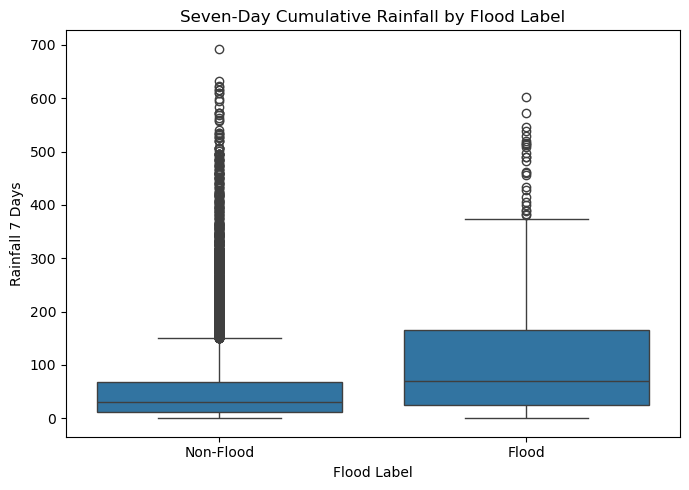 Seven-Day Cumulative Rainfall by Flood Label
700
600
500
400
300
200
100
0
Rainfall 7 Days
Non-Flood
Flood
Flood Label